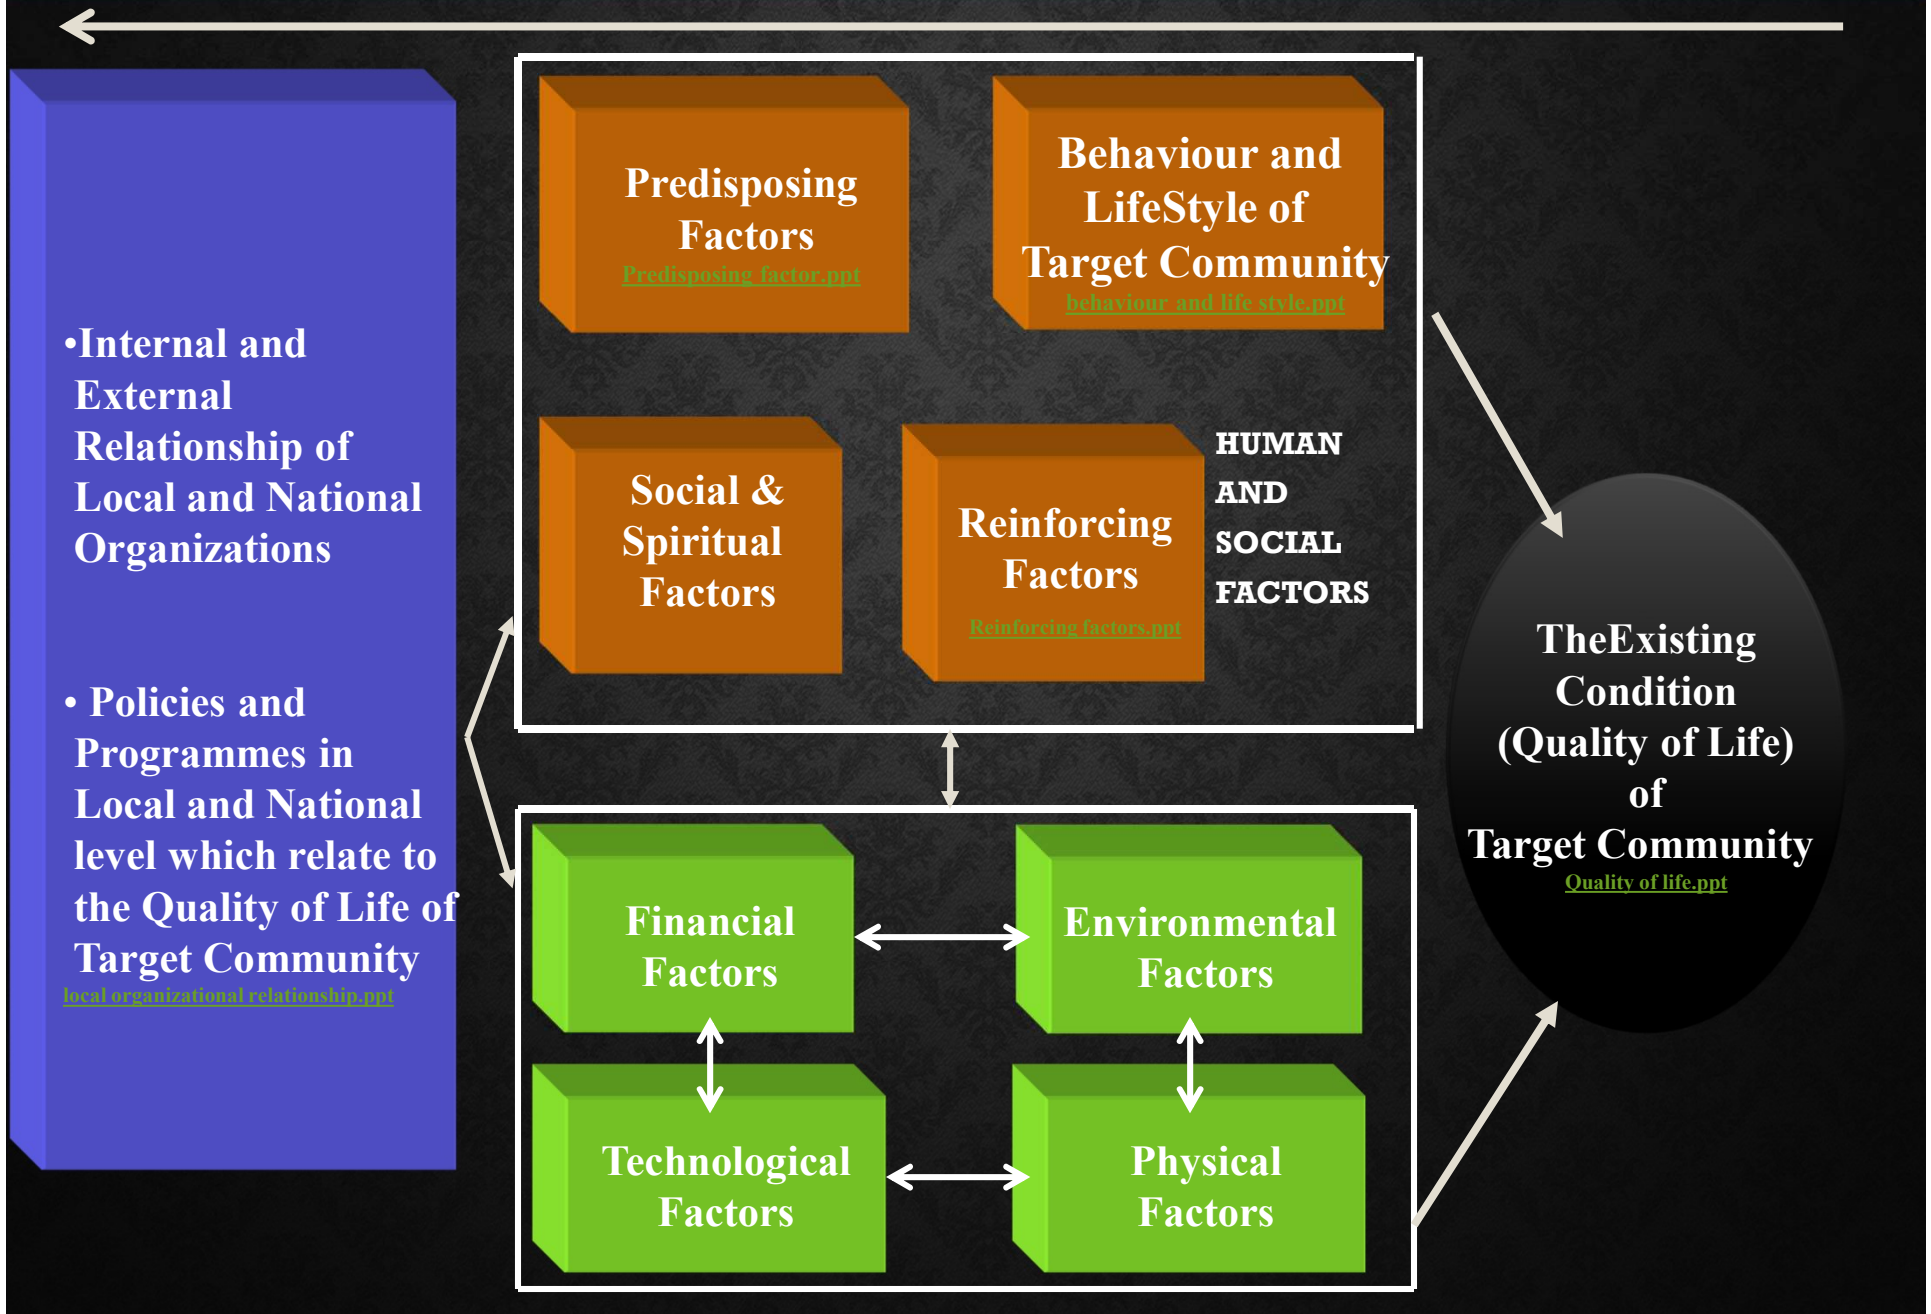 •Internal and
External
Relationship of
Local and National
Organizations
• Policies and
Programmes in
Local and National
level which relate to
the Quality of Life of
Target Community
local organizational relationship.ppt
Predisposing
Factors
Predisposing factor.ppt
Behaviour and
LifeStyle of
Target Community
behaviour and life style.ppt
Social &
Spiritual
Factors
Reinforcing
Factors
Reinforcing factors.ppt
HUMAN
AND
SOCIAL
FACTORS
Financial
Factors
Environmental
Factors
Technological
Factors
Physical
Factors
TheExisting
Condition
(Quality of Life)
of
Target Community
Quality of life.ppt